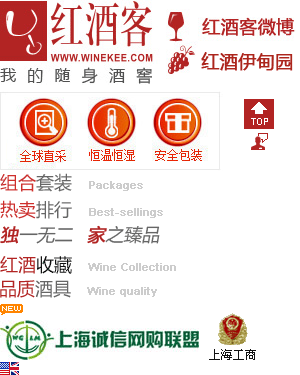 红酒客
WWW.WINEKEE.COM
我的随身酒窖
红酒客微博
红酒伊甸园
全球直采 恒温恒湿 安全包装
TOP
组合套装 Packages
热卖排行 Best-sellings
独一无二 家之臻品
红酒收藏 Wine Collection
品质酒具 Wine quality
NEW
上海诚信网购联盟
上海工商